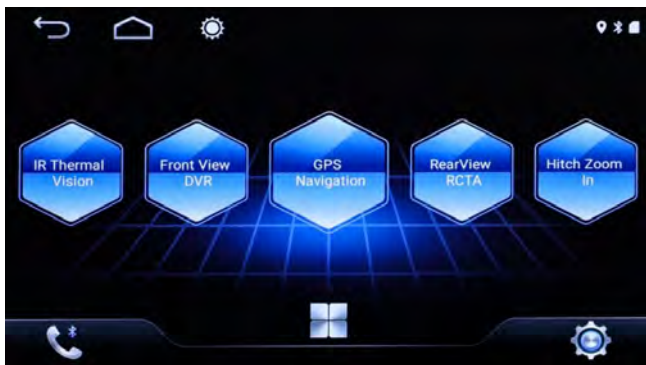 IR Thermal
Vision
Front View
DVR
GPS
Navigation
RearView
RCTA
Hitch Zoom
In